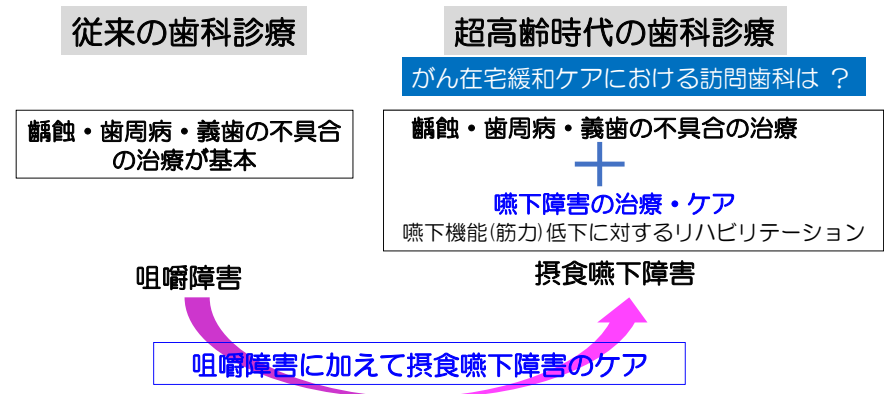 従来の歯科診療
齲蝕・歯周病・義歯の不具合
の治療が基本
咀嚼障害
超高齢時代の歯科診療
がん在宅緩和ケアにおける訪問歯科は ？
齲蝕・歯周病・義歯の不具合の治療
＋
嚥下障害の治療・ケア
嚥下機能(筋力)低下に対するリハビリテーション
摂食嚥下障害
咀嚼障害に加えて摂食嚥下障害のケア